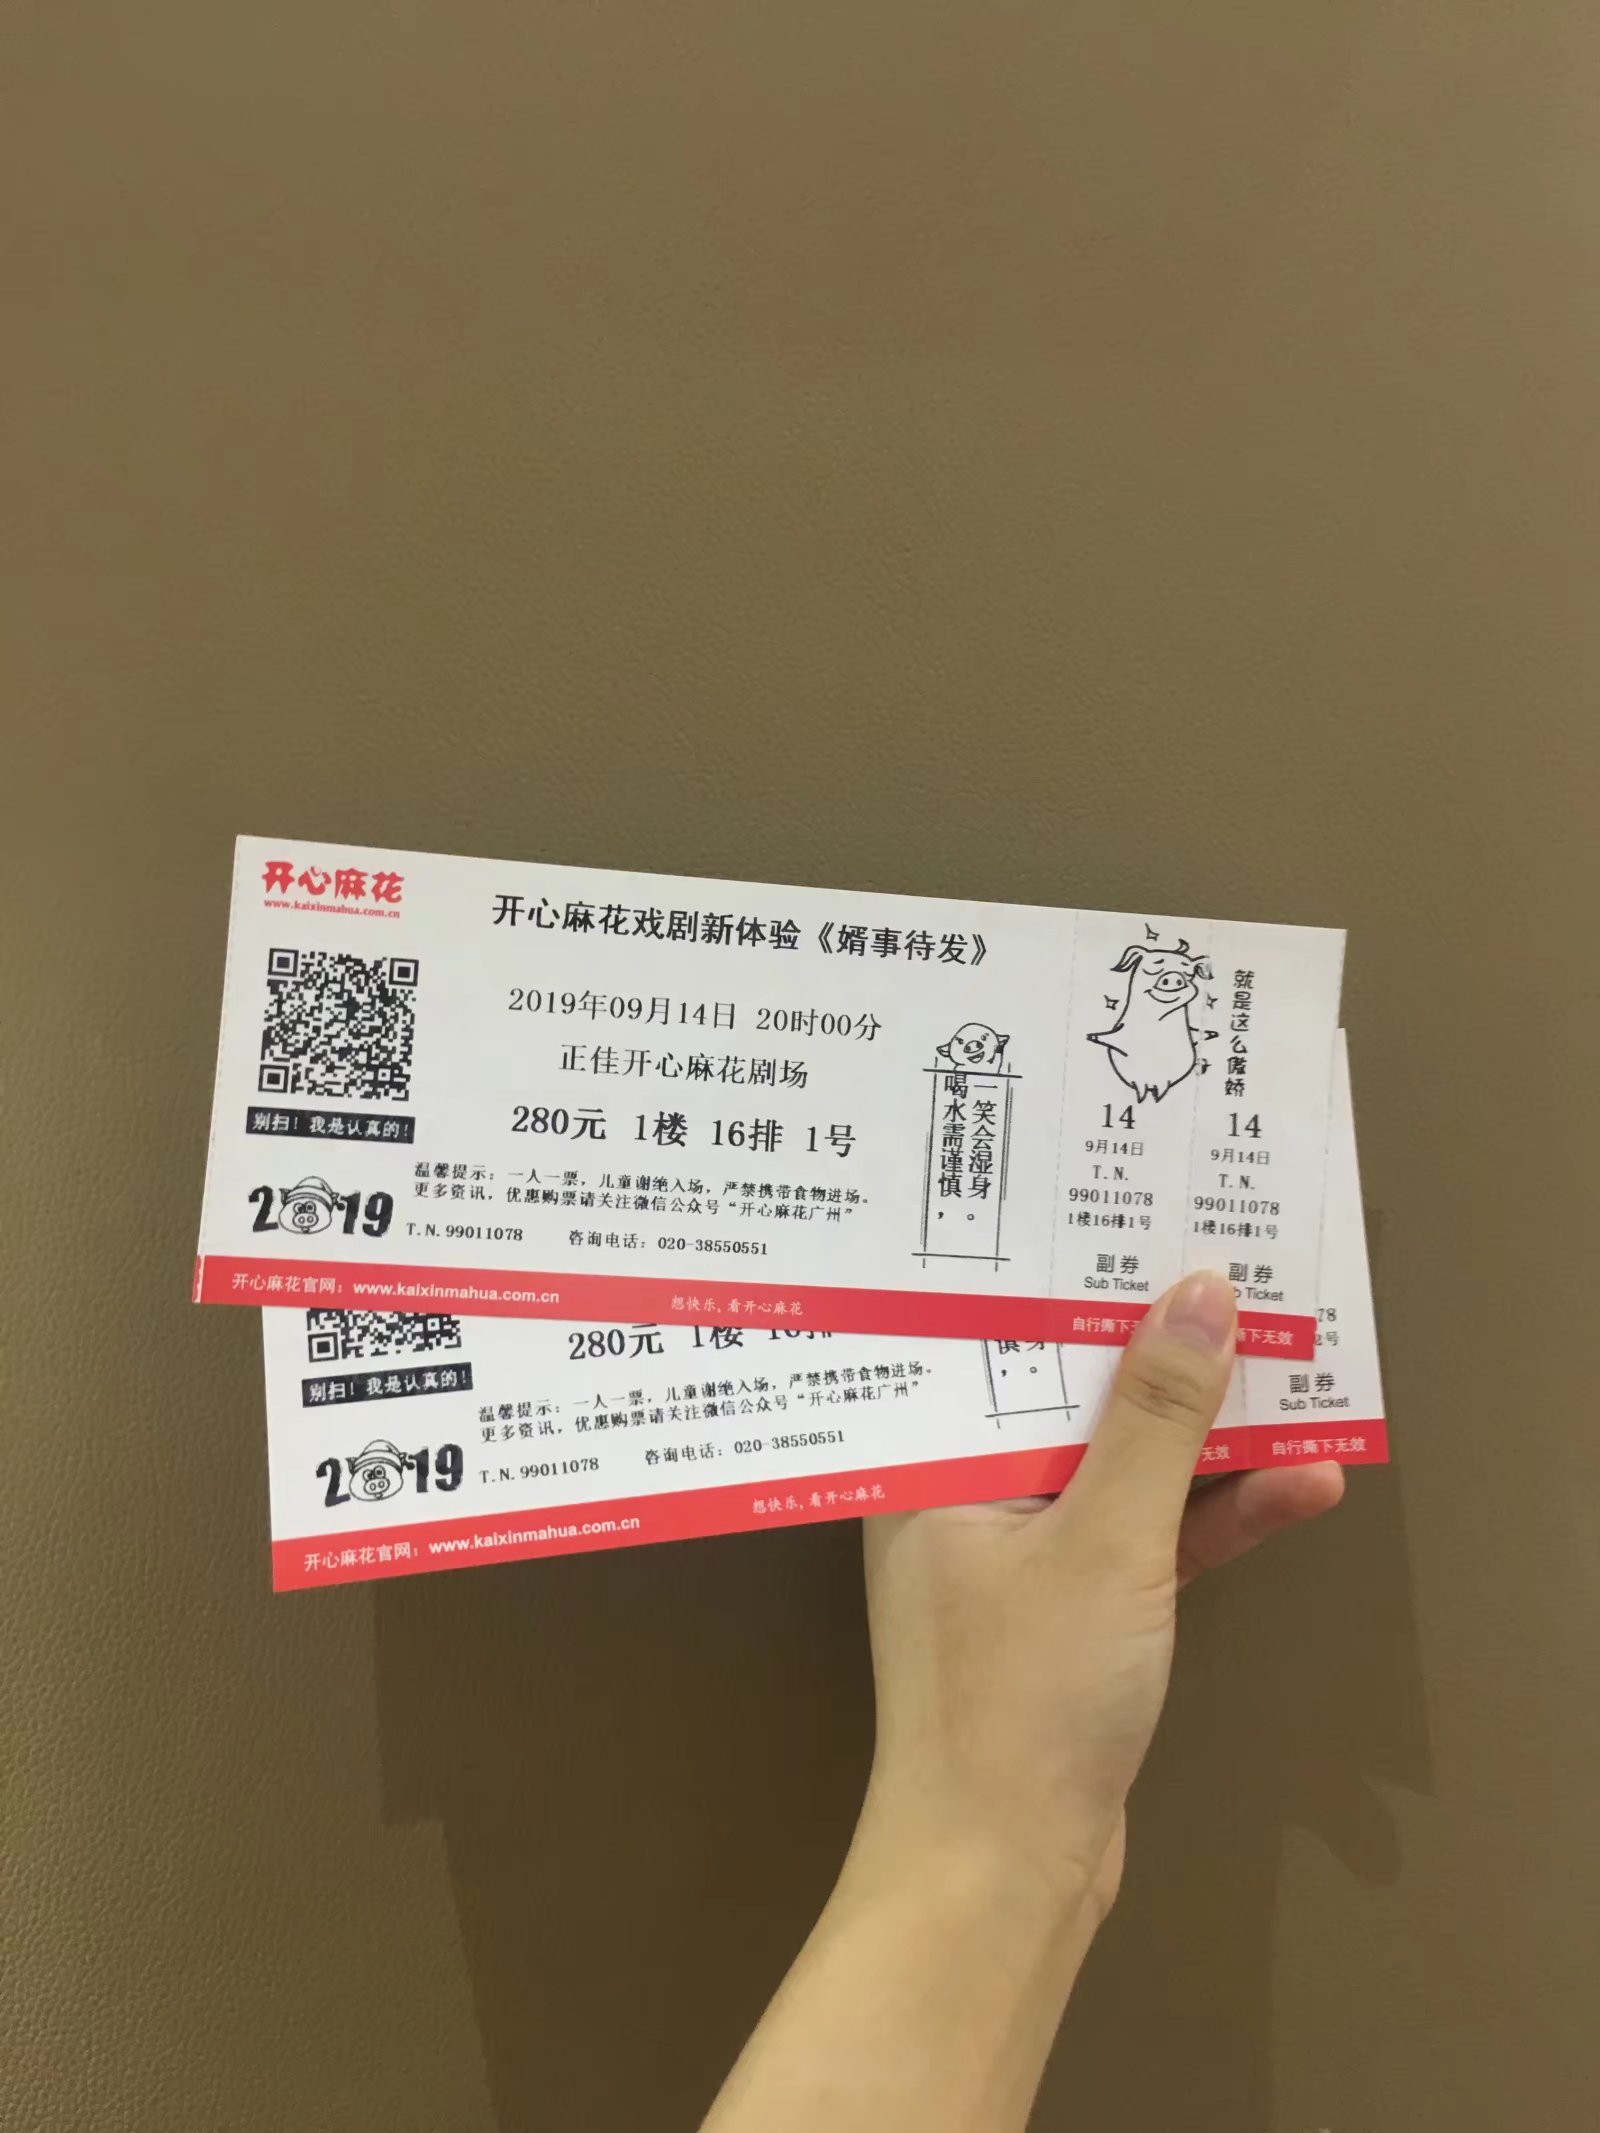 开心麻花
www.kaixinmahua.com.cn
开心麻花戏剧新体验《婿事待发》
2019年09月14日 20时00分
正佳开心麻花剧场
280元 1楼 16排 1号
别扫！我是认真的！
温馨提示：一人一票，儿童谢绝入场，严禁携带食物进场。
更多资讯，优惠购票请关注微信公众号“开心麻花广州”
2019
T.N.99011078 咨询电话：020-38550551
喝水需谨慎，
一笑会湿身。
就是这么傲娇
14
9月14日
T.N.
99011078
1楼16排1号
副券
Sub Ticket
14
9月14日
T.N.
99011078
1楼16排1号
副券
Ticket
开心麻花官网：www.kaixinmahua.com.cn
想快乐,看开心麻花
自行撕下
撕下无效
280元 1楼
慎，
身。
别扫！我是认真的！
温馨提示：一人一票，儿童谢绝入场，严禁携带食物进场。
更多资讯，优惠购票请关注微信公众号“开心麻花广州”
2019
T.N.99011078 咨询电话：020-38550551
78
2号
副券
Sub Ticket
开心麻花官网：www.kaixinmahua.com.cn
想快乐,看开心麻花
无效
自行撕下无效